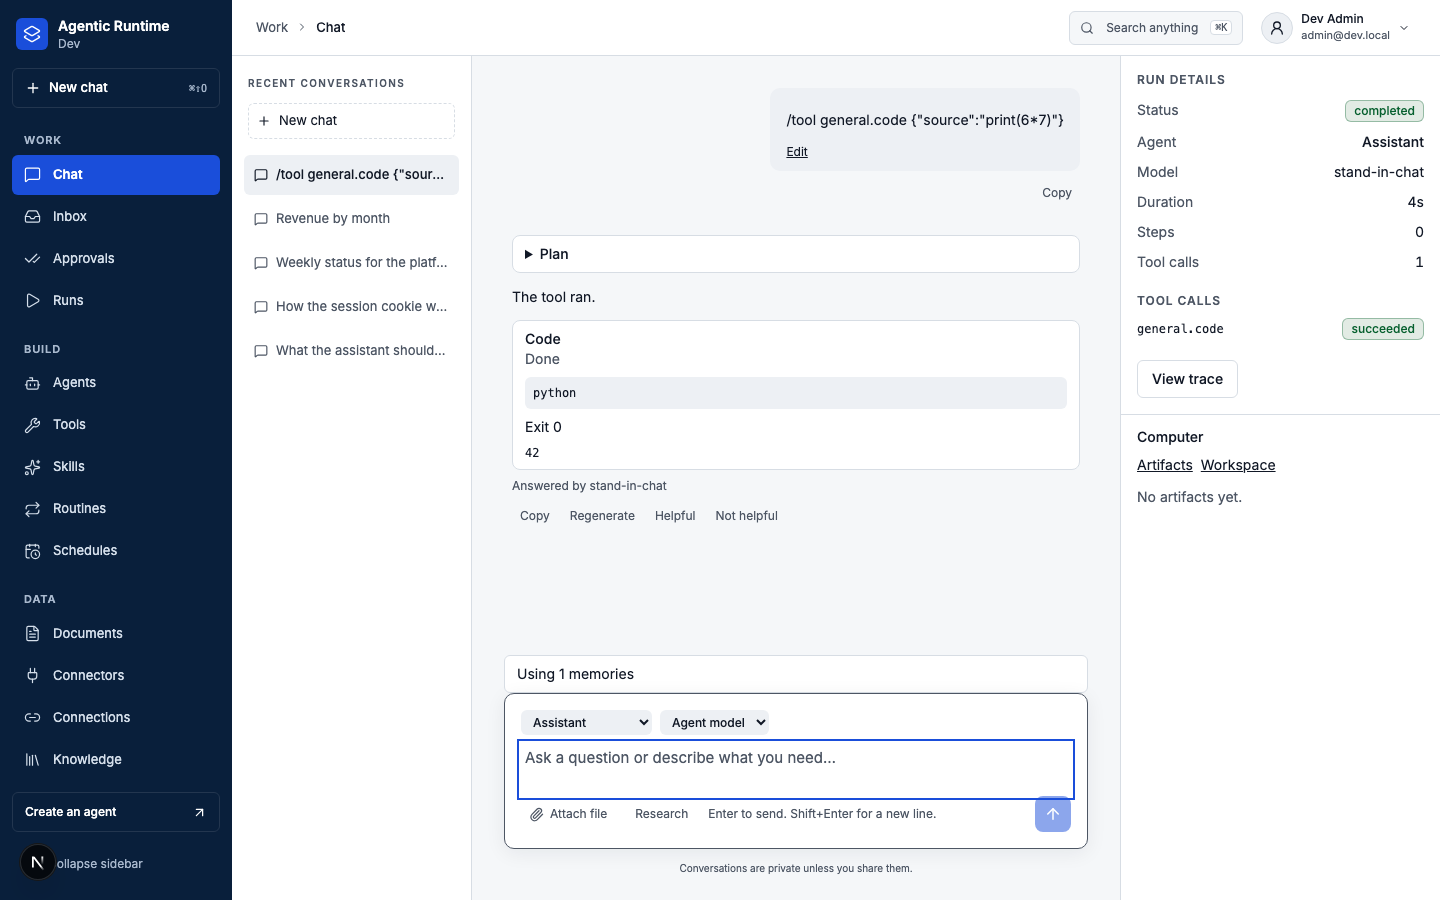 Agentic Runtime
Dev
New chat ⌘⇧O
WORK
Chat
Inbox
Approvals
Runs
BUILD
Agents
Tools
Skills
Routines
Schedules
DATA
Documents
Connectors
Connections
Knowledge
Create an agent
N
ollapse sidebar
Work > Chat
Search anything ⌘K
Dev Admin
admin@dev.local
RECENT CONVERSATIONS
New chat
/tool general.code {"sour...
Revenue by month
Weekly status for the platf...
How the session cookie w...
What the assistant should...
/tool general.code {"source":"print(6*7)"}
Edit
Copy
Plan
The tool ran.
Code
Done
python
Exit 0
42
Answered by stand-in-chat
Copy Regenerate Helpful Not helpful
Using 1 memories
Assistant Agent model
Ask a question or describe what you need...
Attach file Research Enter to send. Shift+Enter for a new line.
Conversations are private unless you share them.
RUN DETAILS
Status completed
Agent Assistant
Model stand-in-chat
Duration 4s
Steps 0
Tool calls 1
TOOL CALLS
general.code succeeded
View trace
Computer
Artifacts Workspace
No artifacts yet.